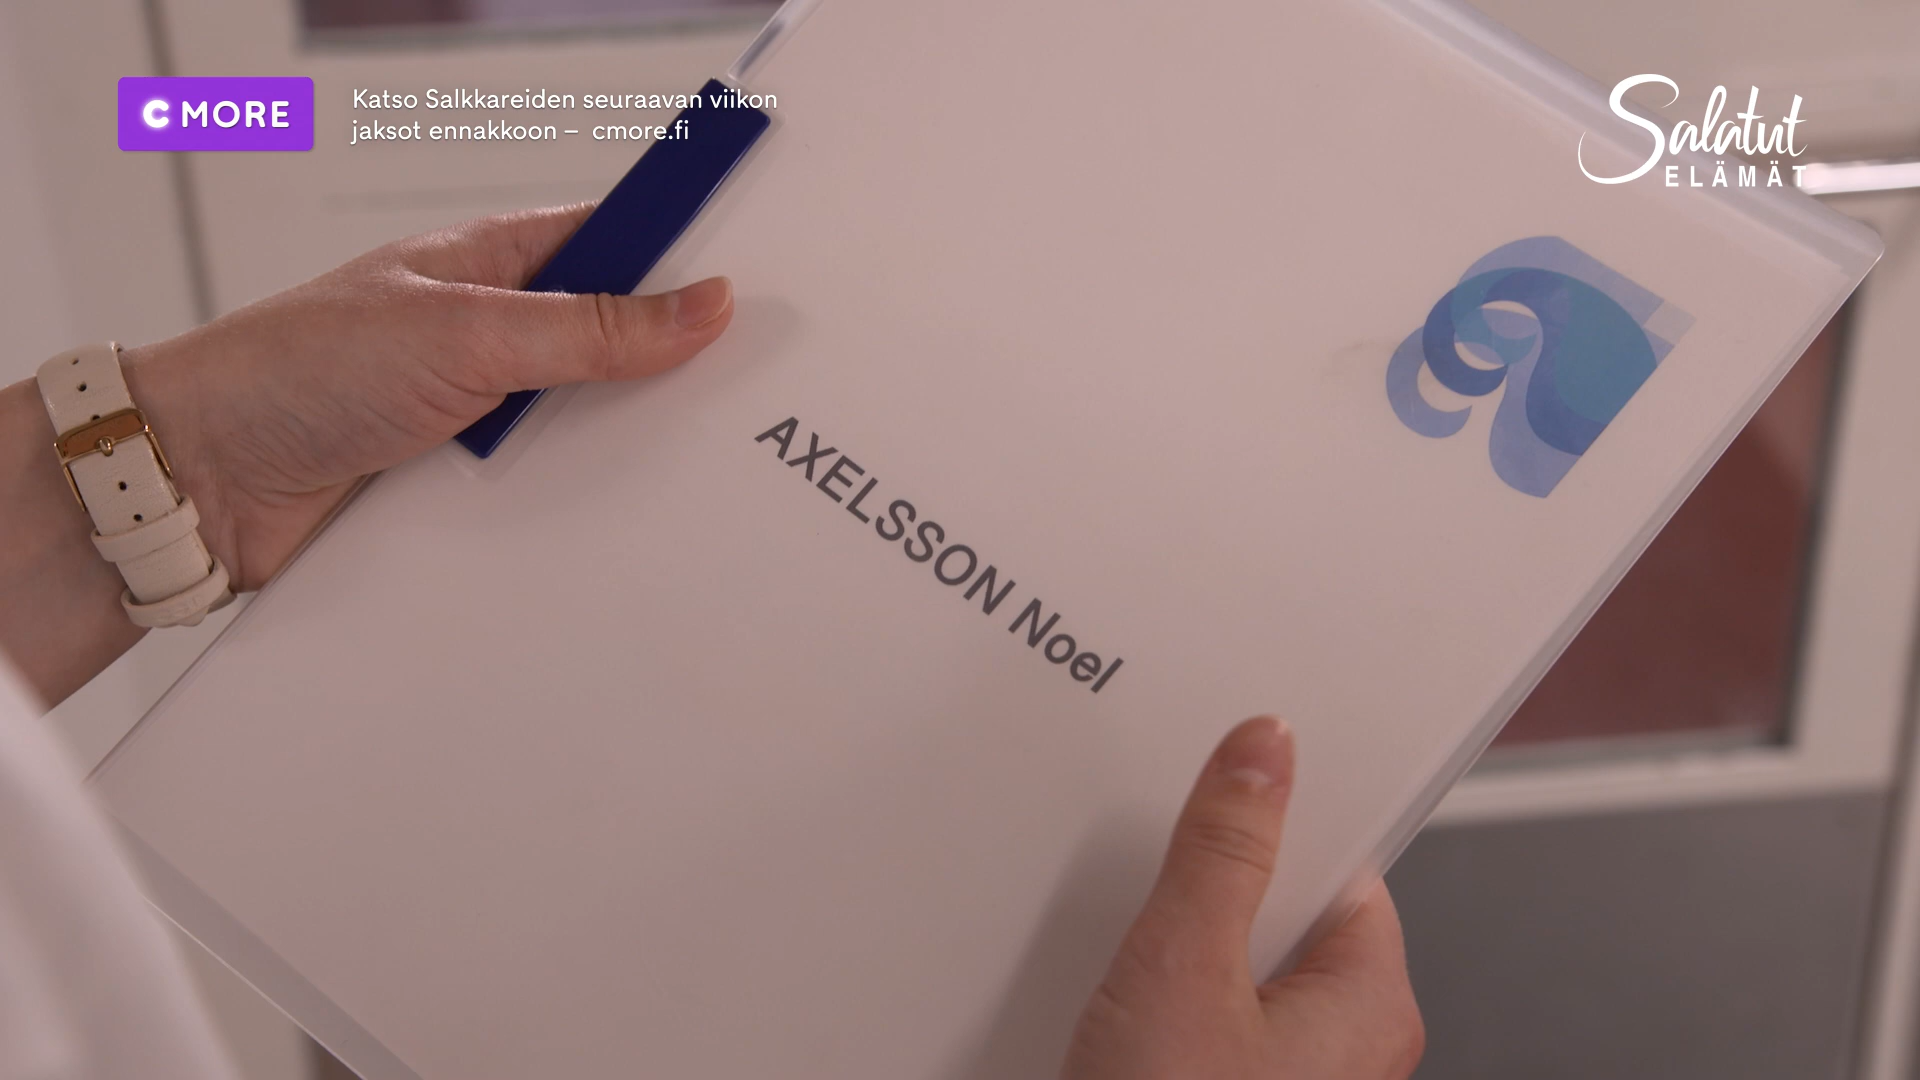 C MORE
Katso Salkkareiden seuraavan viikon
jaksot ennakkoon – cmore.fi
Salatut
ELÄMÄT
AXELSSON Noel